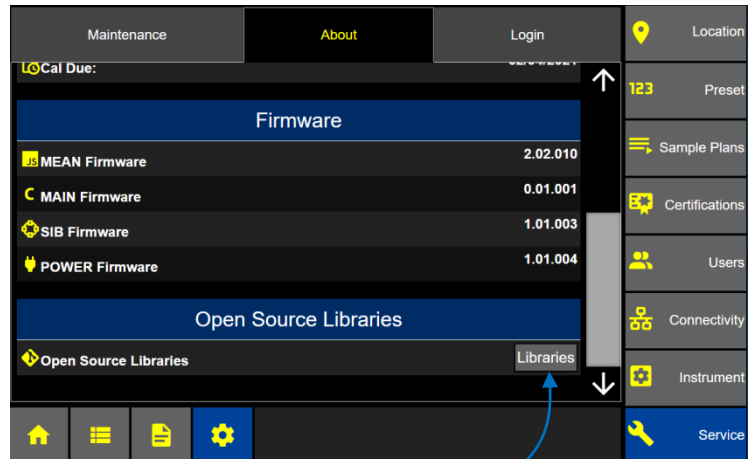 Maintenance
About
Login
Location
Cal Due:
123 Preset
Firmware
JS MEAN Firmware 2.02.010
Sample Plans
C MAIN Firmware 0.01.001
Certifications
SIB Firmware 1.01.003
POWER Firmware 1.01.004
Users
Open Source Libraries
Connectivity
Open Source Libraries Libraries
Instrument
Service